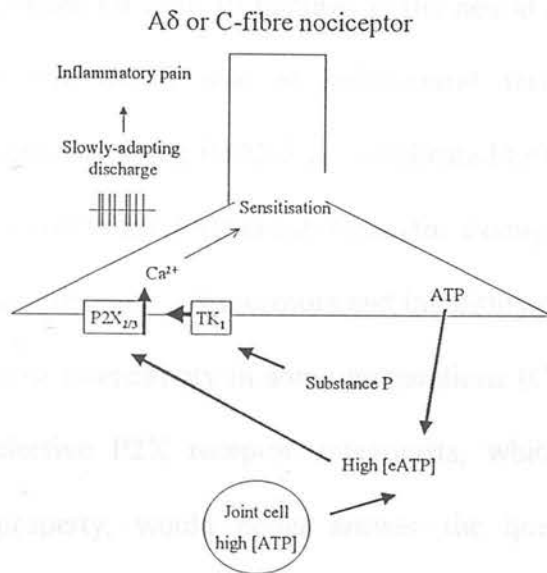 Aδ or C-fibre nociceptor
Inflammatory pain
Slowly-adapting
discharge
Sensitisation
Ca²⁺
P2X₂/₃
TK₁
ATP
Substance P
High [eATP]
Joint cell
high [ATP]